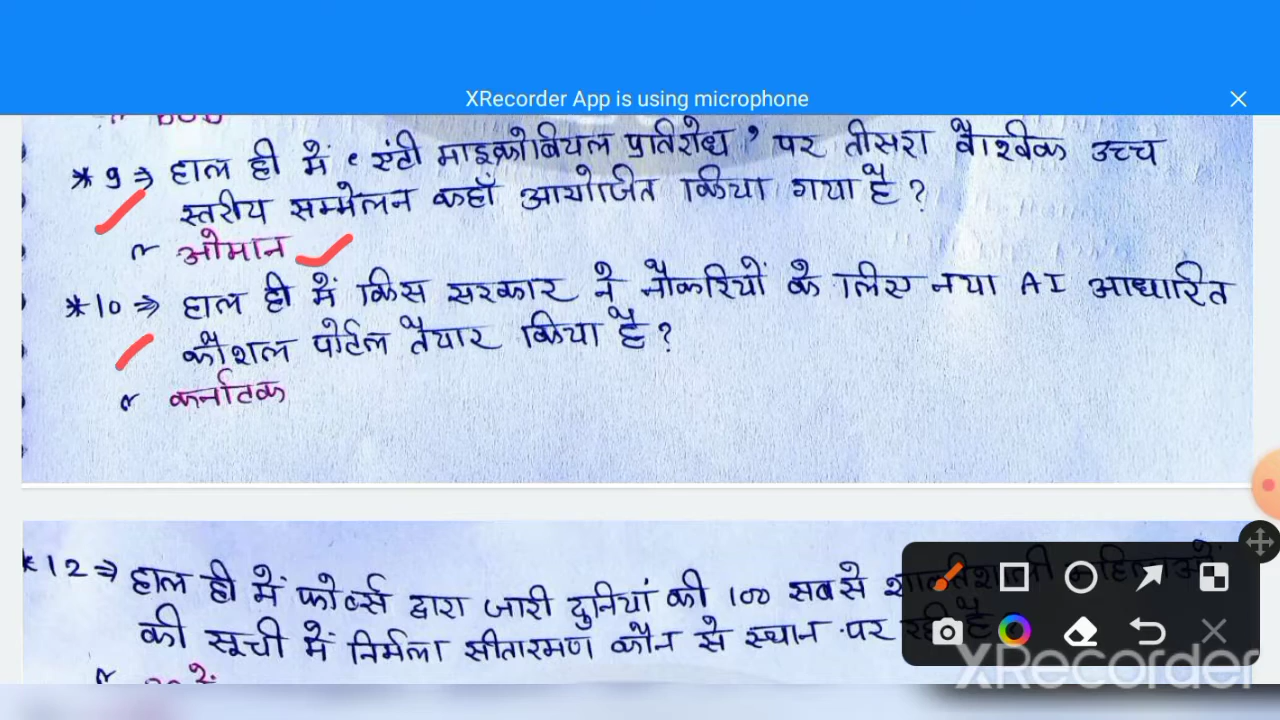 XRecorder App is using microphone
* 9 ⇒ हाल ही में ' एंटी माइक्रोबियल प्रतिरोध ' पर तीसरा वैश्विक उच्च
स्तरीय सम्मेलन कहाँ आयोजित किया गया है ?
ओमान
* 10 ⇒ हाल ही में किस सरकार ने नौकरियों के लिए नया AI आधारित
कौशल पोर्टल तैयार किया है ?
कर्नाटक
* 12 ⇒ हाल ही में फोर्ब्स द्वारा जारी दुनियां की 100 सबसे
की सूची में निर्मला सीतारमण कौन से स्थान पर रही है
XRecorder